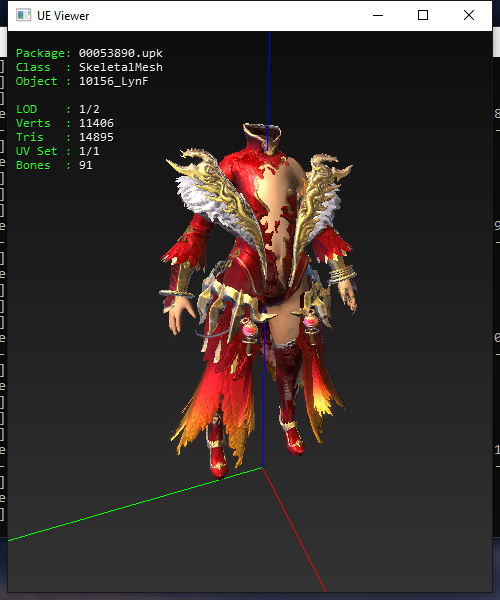 UE Viewer
Package: 00053890.upk
Class : SkeletalMesh
Object : 10156_LynF
LOD : 1/2
Verts : 11406
Tris : 14895
UV Set : 1/1
Bones : 91